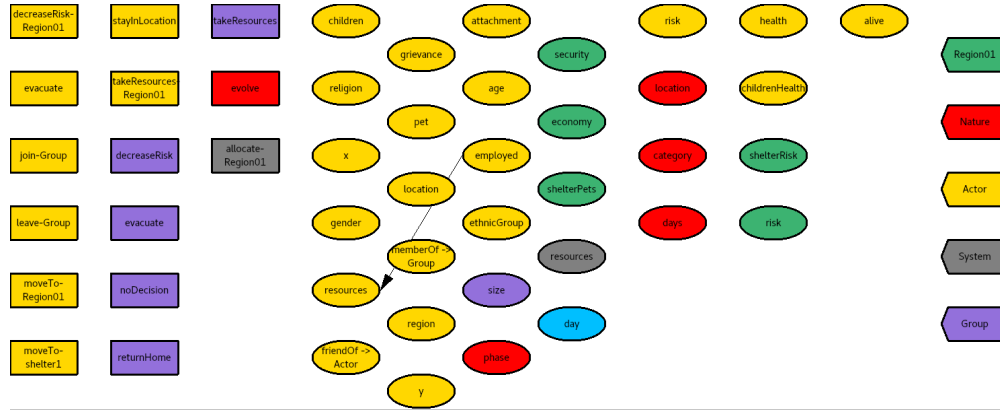 decreaseRisk-
Region01
stayInLocation
takeResources
children
attachment
risk
health
alive
grievance
security
Region01
evacuate
takeResources-
Region01
evolve
religion
age
location
childrenHealth
pet
economy
Nature
join-Group
decreaseRisk
allocate-
Region01
x
employed
category
shelterRisk
location
shelterPets
Actor
leave-Group
evacuate
gender
ethnicGroup
days
risk
memberOf ->
Group
resources
System
moveTo-
Region01
noDecision
resources
size
region
day
Group
moveTo-
shelter1
returnHome
friendOf ->
Actor
phase
y